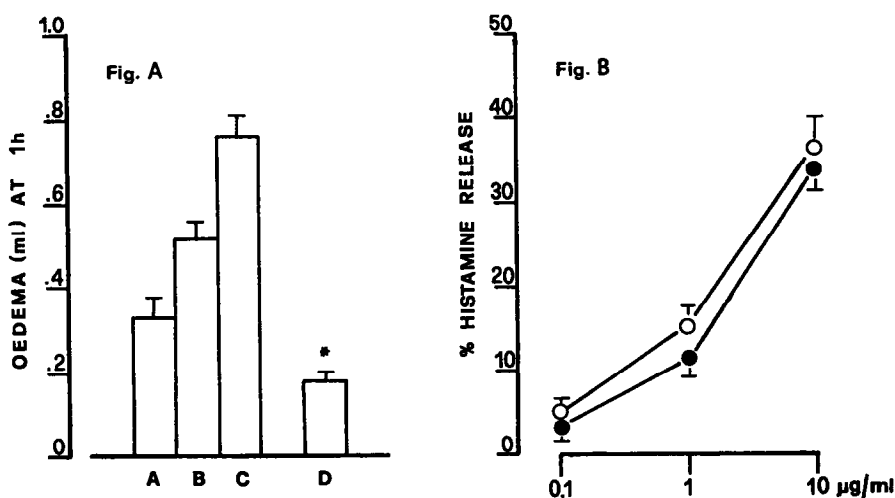 1.0
.8
.6
.4
.2
0
OEDEMA (ml) AT 1h
Fig. A
*
A B C D
50
40
30
20
10
0
% HISTAMINE RELEASE
Fig. B
0.1 1 10 µg/ml